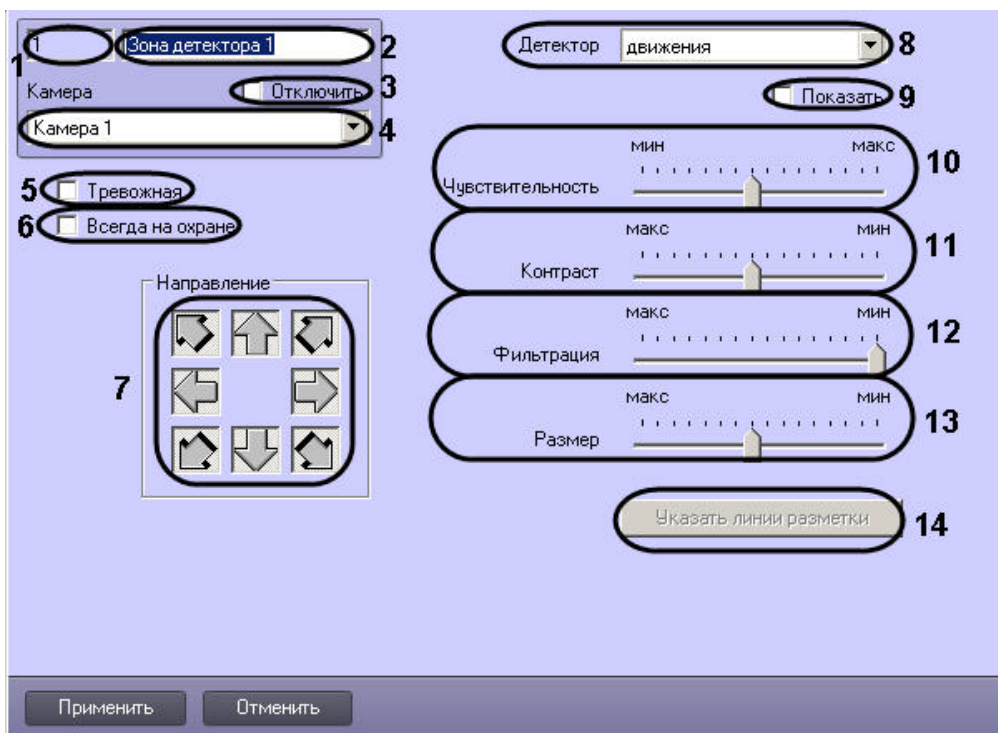 1 Зона детектора 1 2
1
Камера Отключить 3
Камера 1 4
5 Тревожная
6 Всегда на охране
Направление
7
Детектор движения 8
Показать 9
мин макс 10
Чувствительность
макс мин 11
Контраст
макс мин 12
Фильтрация
макс мин 13
Размер
Указать линии разметки 14
Применить Отменить